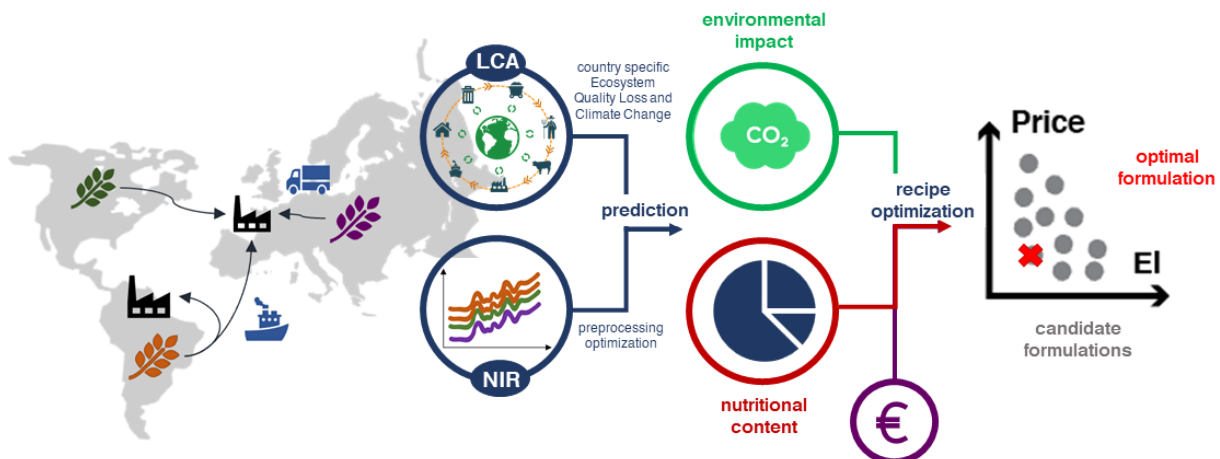 LCA
country specific
Ecosystem
Quality Loss and
Climate Change
prediction
preprocessing
optimization
NIR
environmental
impact
CO₂
nutritional
content
recipe
optimization
€
Price
optimal
formulation
EI
candidate
formulations